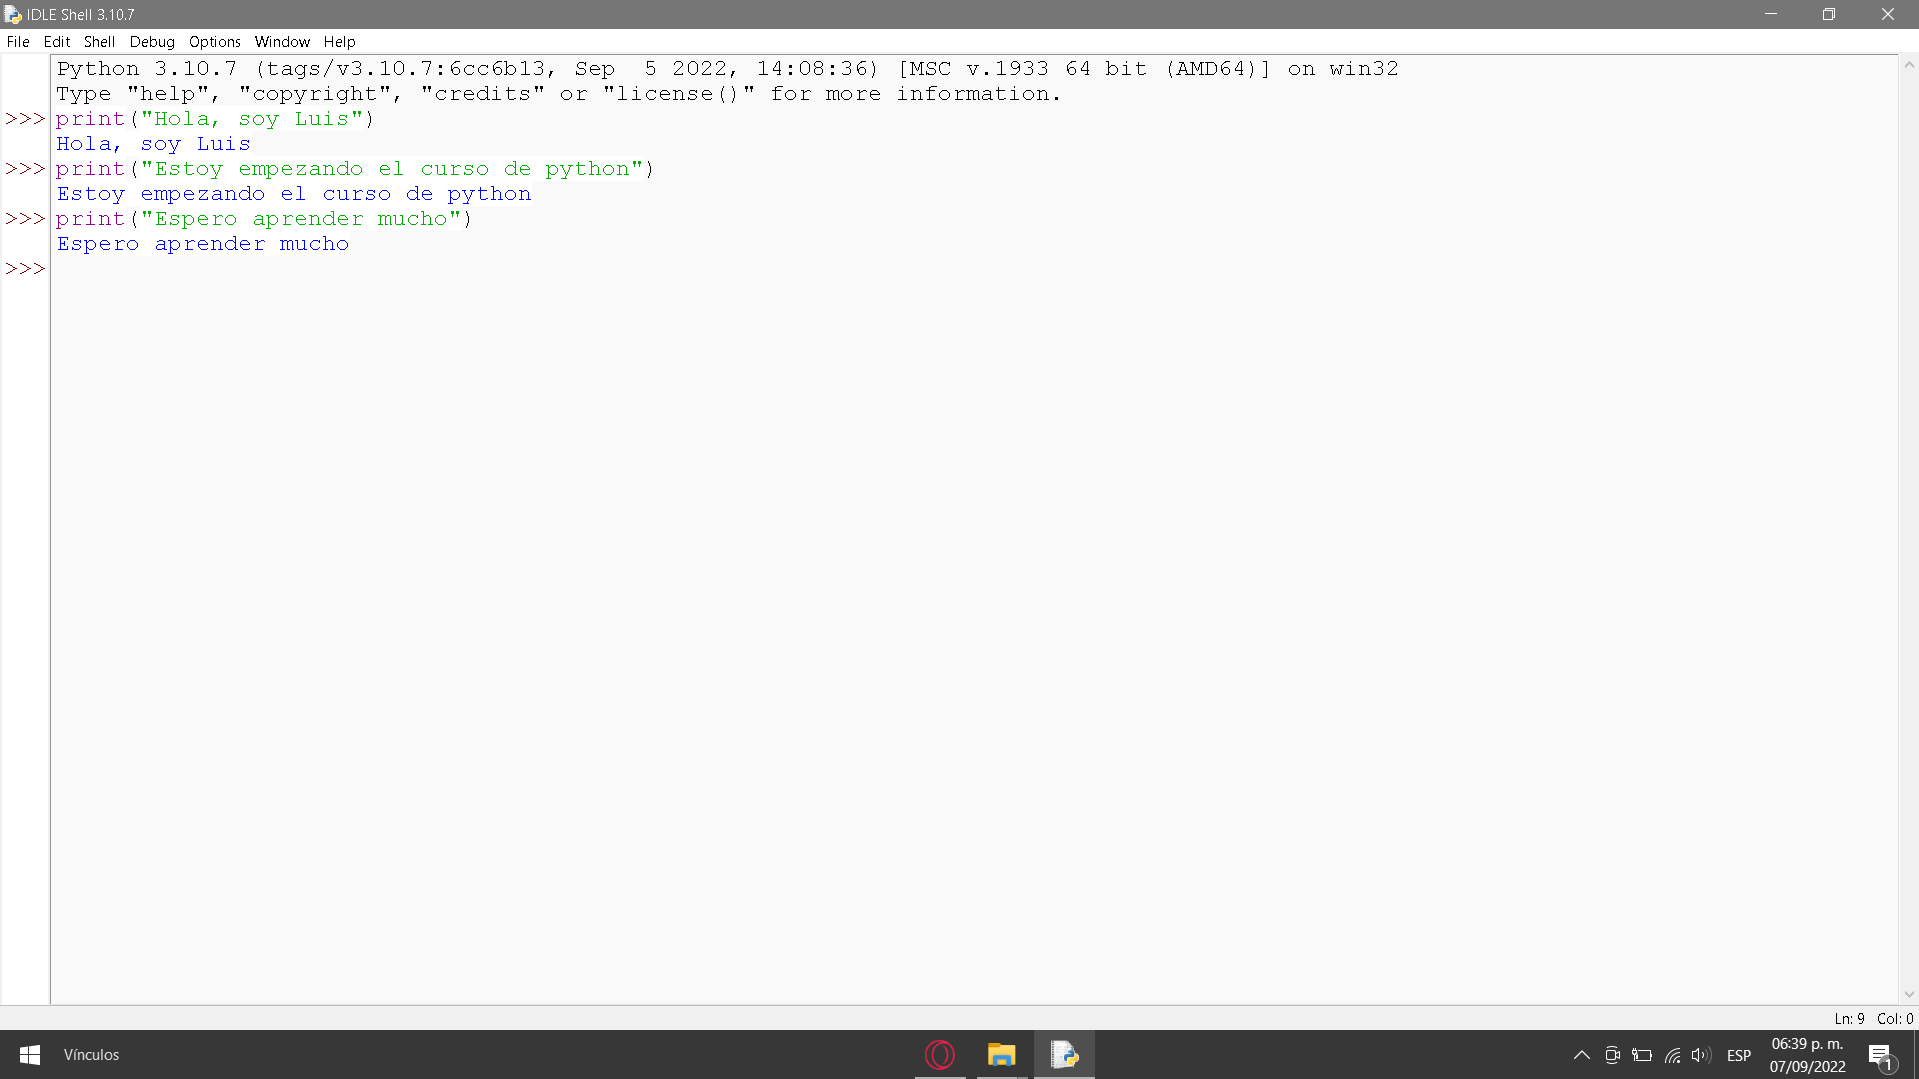 IDLE Shell 3.10.7
File Edit Shell Debug Options Window Help
Python 3.10.7 (tags/v3.10.7:6cc6b13, Sep  5 2022, 14:08:36) [MSC v.1933 64 bit (AMD64)] on win32
Type "help", "copyright", "credits" or "license()" for more information.
>>> print("Hola, soy Luis")
Hola, soy Luis
>>> print("Estoy empezando el curso de python")
Estoy empezando el curso de python
>>> print("Espero aprender mucho")
Espero aprender mucho
>>>
Ln: 9 Col: 0
Vínculos
ESP
06:39 p. m.
07/09/2022
1